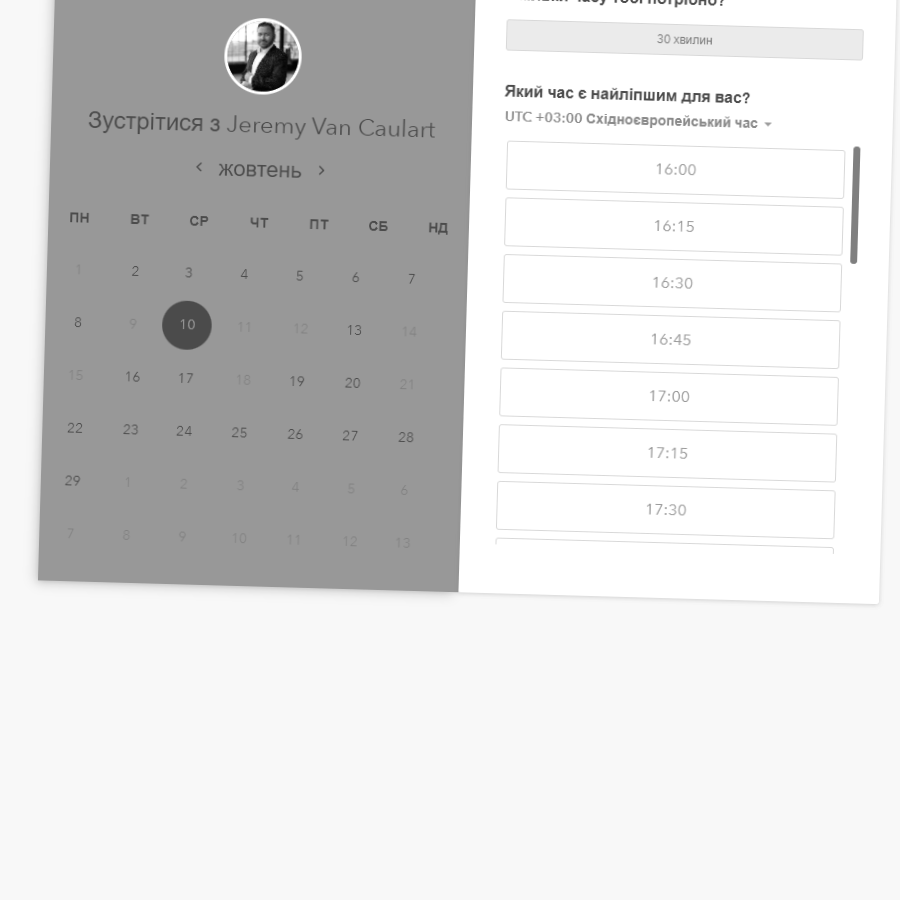 Зустрітися з Jeremy Van Caulart
жовтень
ПН ВТ СР ЧТ ПТ СБ НД
1 2 3 4 5 6 7
8 9 10 11 12 13 14
15 16 17 18 19 20 21
22 23 24 25 26 27 28
29 1 2 3 4 5 6
7 8 9 10 11 12 13
часу тобі потрібно?
30 хвилин
Який час є найліпшим для вас?
UTC +03:00 Східноєвропейський час
16:00
16:15
16:30
16:45
17:00
17:15
17:30